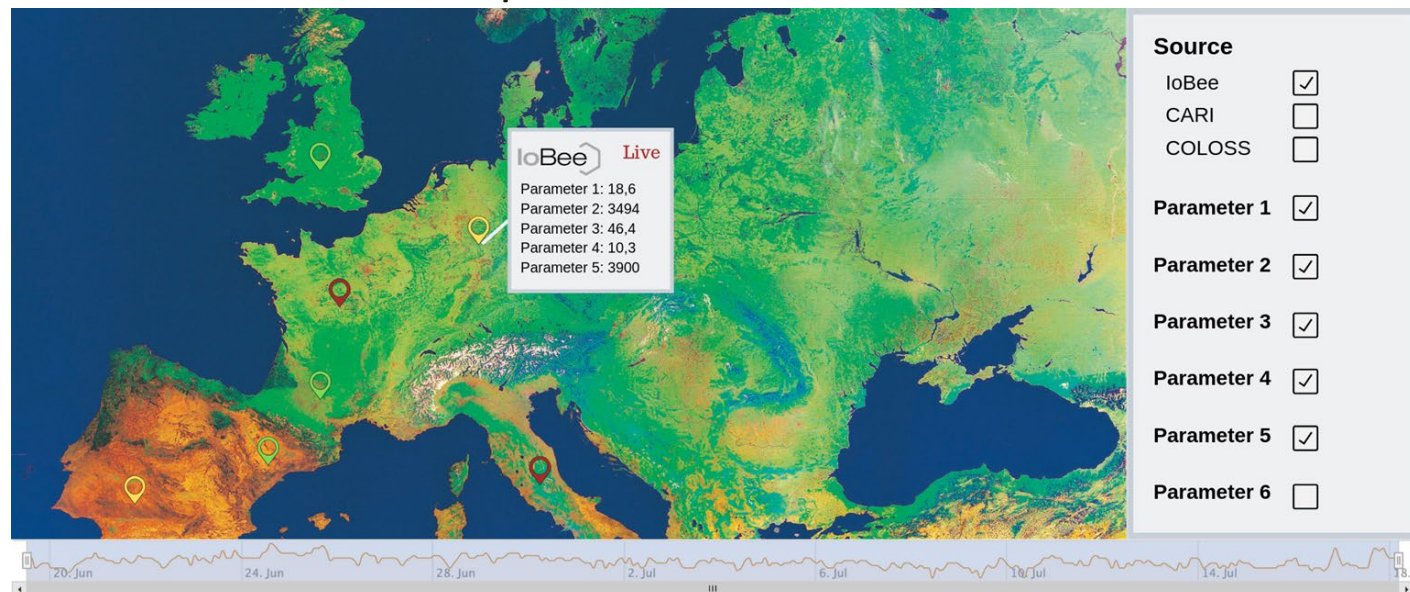 Source
IoBee
CARI
COLOSS
Parameter 1
Parameter 2
Parameter 3
Parameter 4
Parameter 5
Parameter 6
IoBee Live
Parameter 1: 18,6
Parameter 2: 3494
Parameter 3: 46,4
Parameter 4: 10,3
Parameter 5: 3900
20. Jun 24. Jun 28. Jun 2. Jul 6. Jul 10. Jul 14. Jul 18.